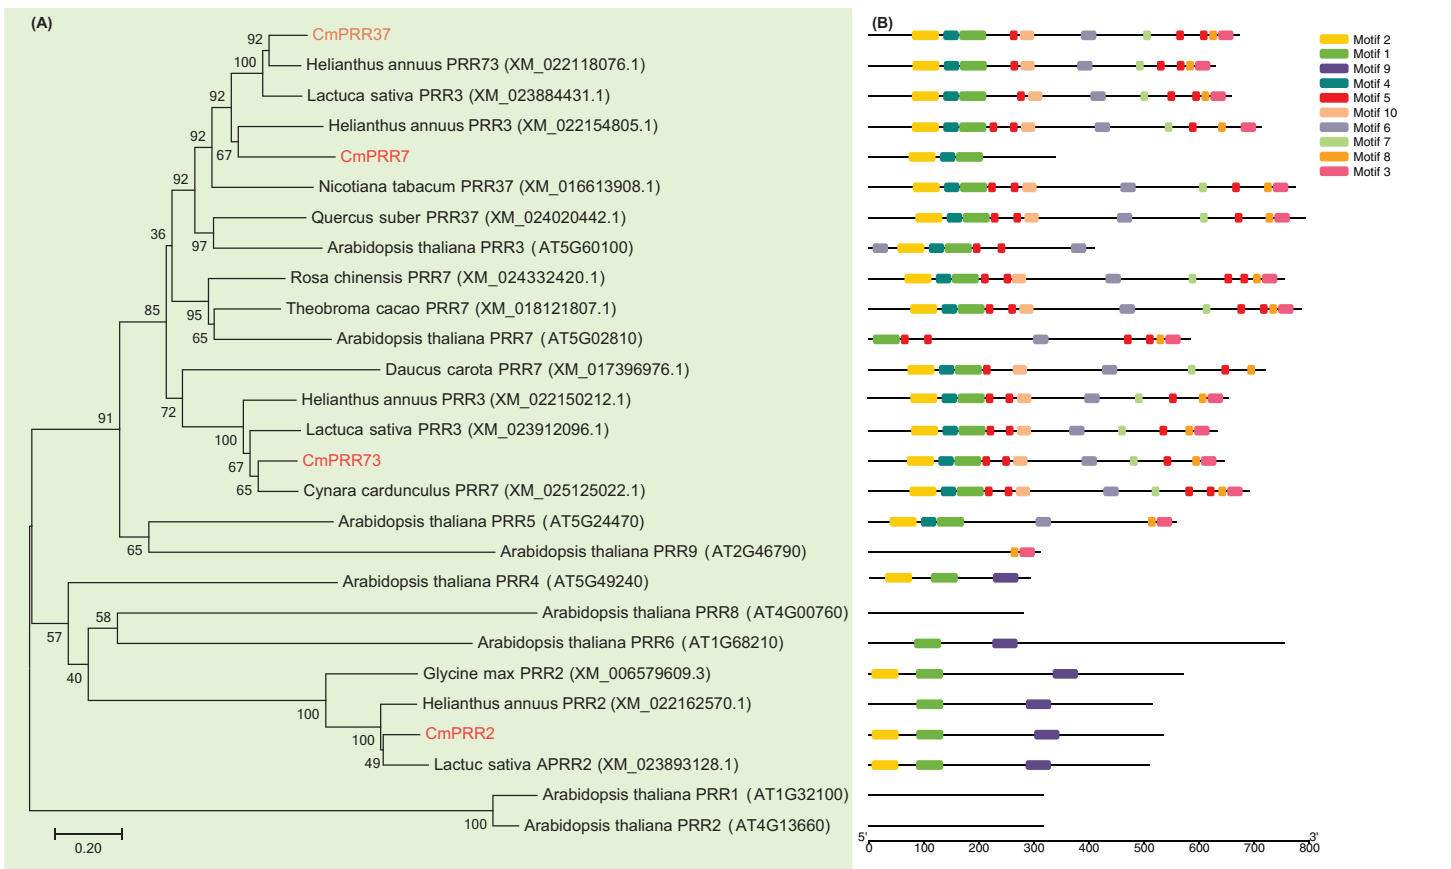 (A)
(B)
CmPRR37
Helianthus annuus PRR73 (XM_022118076.1)
Lactuca sativa PRR3 (XM_023884431.1)
Helianthus annuus PRR3 (XM_022154805.1)
CmPRR7
Nicotiana tabacum PRR37 (XM_016613908.1)
Quercus suber PRR37 (XM_024020442.1)
Arabidopsis thaliana PRR3 (AT5G60100)
Rosa chinensis PRR7 (XM_024332420.1)
Theobroma cacao PRR7 (XM_018121807.1)
Arabidopsis thaliana PRR7 (AT5G02810)
Daucus carota PRR7 (XM_017396976.1)
Helianthus annuus PRR3 (XM_022150212.1)
Lactuca sativa PRR3 (XM_023912096.1)
CmPRR73
Cynara cardunculus PRR7 (XM_025125022.1)
Arabidopsis thaliana PRR5 (AT5G24470)
Arabidopsis thaliana PRR9 (AT2G46790)
Arabidopsis thaliana PRR4 (AT5G49240)
Arabidopsis thaliana PRR8 (AT4G00760)
Arabidopsis thaliana PRR6 (AT1G68210)
Glycine max PRR2 (XM_006579609.3)
Helianthus annuus PRR2 (XM_022162570.1)
CmPRR2
Lactuc sativa APRR2 (XM_023893128.1)
Arabidopsis thaliana PRR1 (AT1G32100)
Arabidopsis thaliana PRR2 (AT4G13660)
92
100
92
92
67
92
36
97
85
95
65
91
72
100
67
65
65
58
57
40
100
100
49
100
0.20
Motif 2
Motif 1
Motif 9
Motif 4
Motif 5
Motif 10
Motif 6
Motif 7
Motif 8
Motif 3
5' 3'
0 100 200 300 400 500 600 700 800